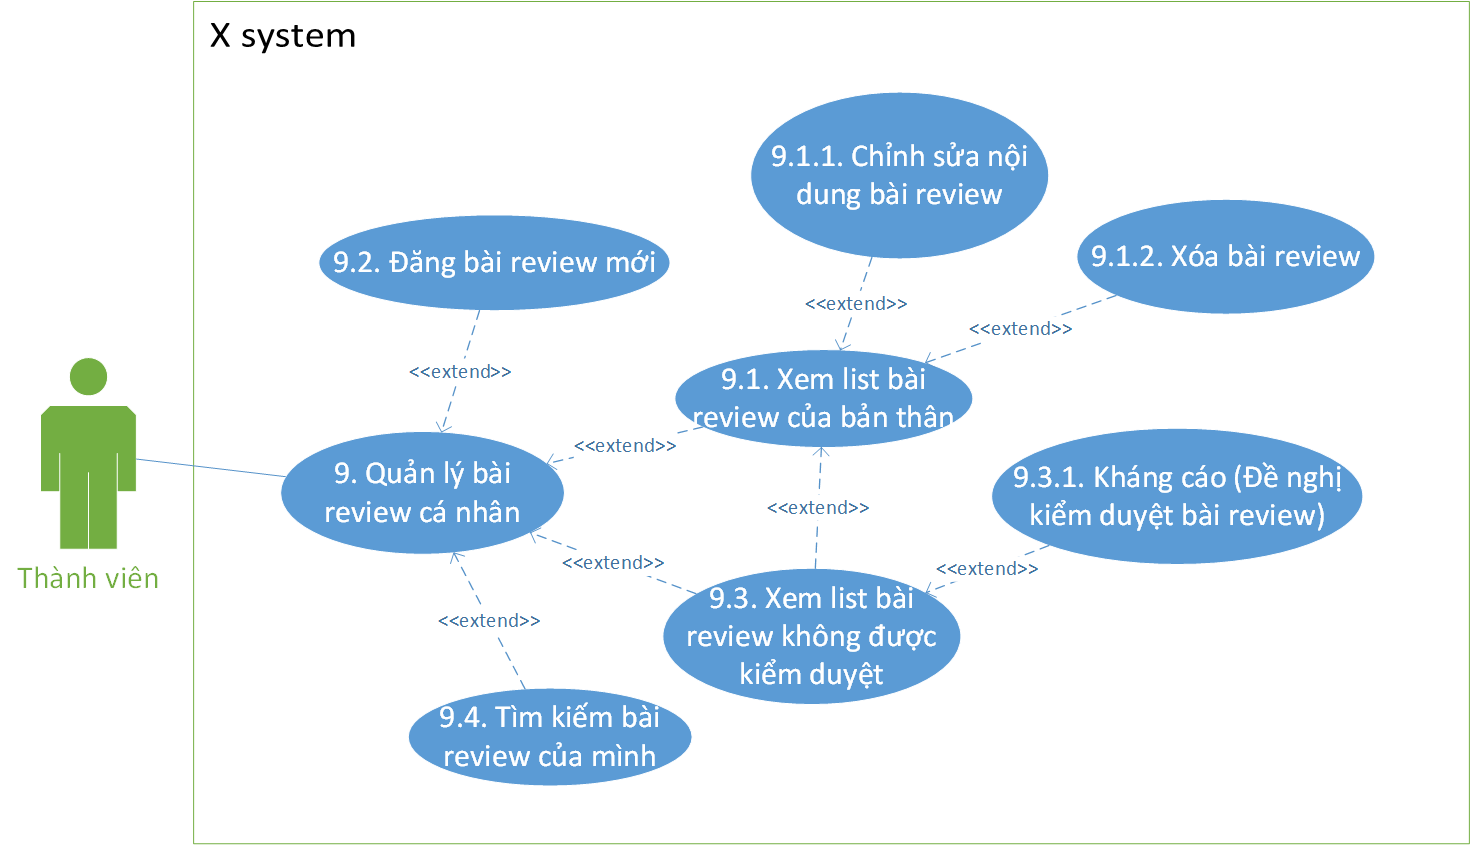 X system
9.1.1. Chỉnh sửa nội
dung bài review
9.2. Đăng bài review mới
9.1.2. Xóa bài review
<<extend>>
<<extend>>
<<extend>>
9.1. Xem list bài
review của bản thân
<<extend>>
9. Quản lý bài
review cá nhân
9.3.1. Kháng cáo (Đề nghị
kiểm duyệt bài review)
<<extend>>
<<extend>>
<<extend>>
Thành viên
9.3. Xem list bài
review không được
kiểm duyệt
<<extend>>
9.4. Tìm kiếm bài
review của mình